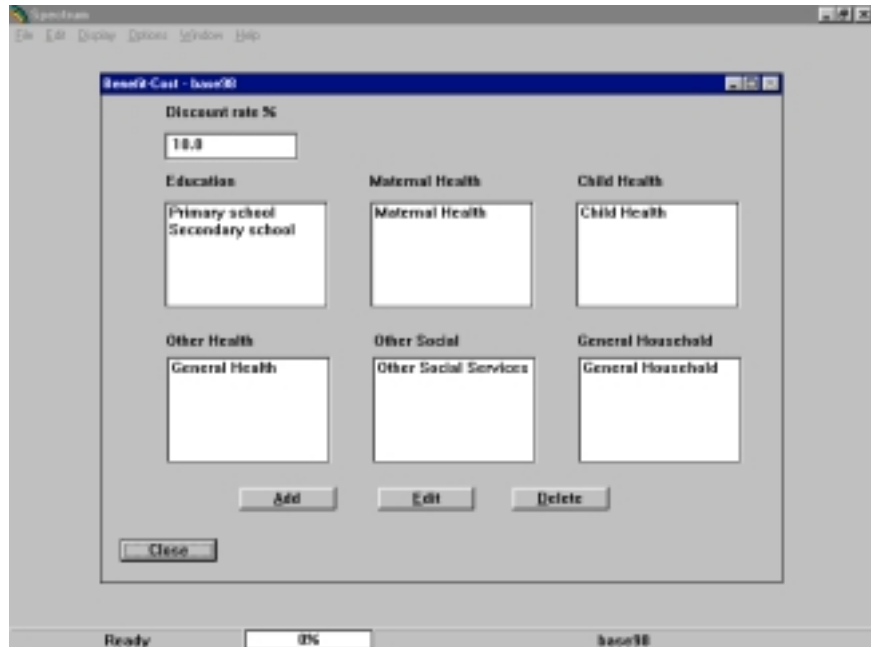 Spectrum
File Edit Display Options Window Help
Benefit-Cost - base98
Discount rate %
10.0
Education Maternal Health Child Health
Primary school Maternal Health Child Health
Secondary school
Other Health Other Social General Household
General Health Other Social Services General Household
Add Edit Delete
Close
Ready 0% base98